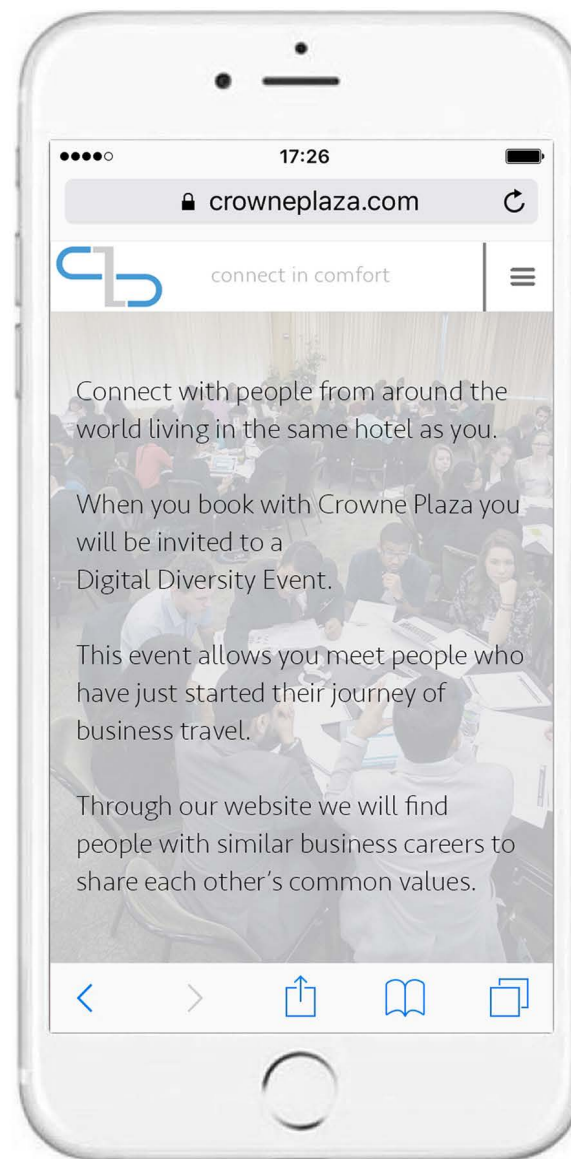 17:26
crowneplaza.com
connect in comfort
Connect with people from around the
world living in the same hotel as you.
When you book with Crowne Plaza you
will be invited to a
Digital Diversity Event.
This event allows you meet people who
have just started their journey of
business travel.
Through our website we will find
people with similar business careers to
share each other’s common values.